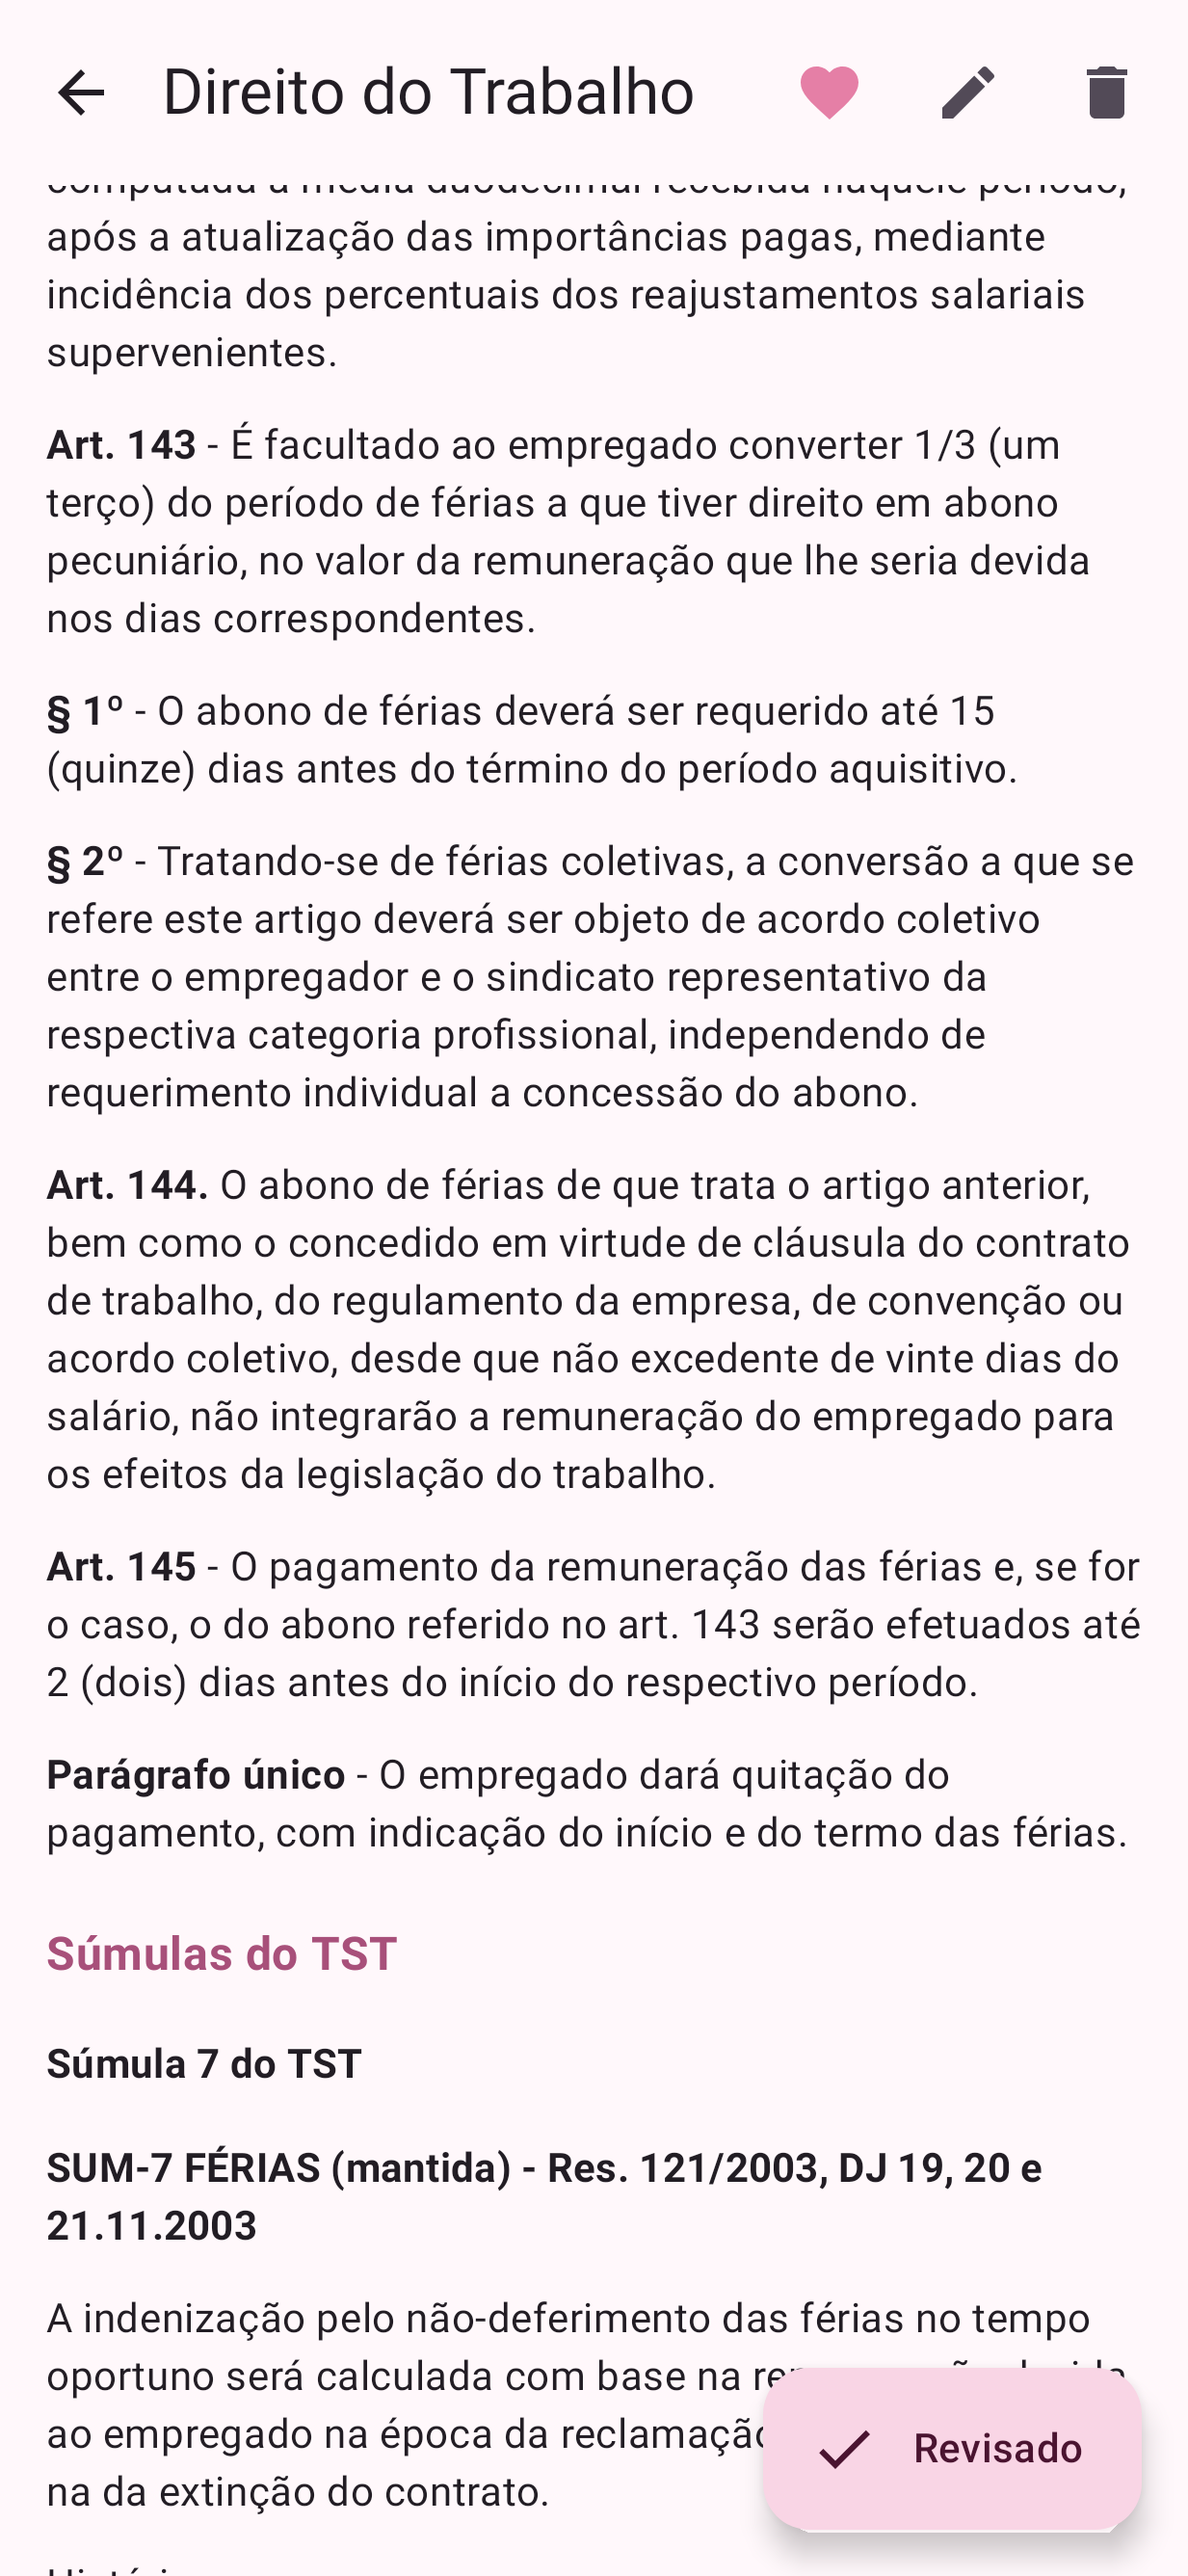 Direito do Trabalho
computada a média duodecimal recebida naquele período,
após a atualização das importâncias pagas, mediante
incidência dos percentuais dos reajustamentos salariais
supervenientes.
Art. 143 - É facultado ao empregado converter 1/3 (um
terço) do período de férias a que tiver direito em abono
pecuniário, no valor da remuneração que lhe seria devida
nos dias correspondentes.
§ 1º - O abono de férias deverá ser requerido até 15
(quinze) dias antes do término do período aquisitivo.
§ 2º - Tratando-se de férias coletivas, a conversão a que se
refere este artigo deverá ser objeto de acordo coletivo
entre o empregador e o sindicato representativo da
respectiva categoria profissional, independendo de
requerimento individual a concessão do abono.
Art. 144. O abono de férias de que trata o artigo anterior,
bem como o concedido em virtude de cláusula do contrato
de trabalho, do regulamento da empresa, de convenção ou
acordo coletivo, desde que não excedente de vinte dias do
salário, não integrarão a remuneração do empregado para
os efeitos da legislação do trabalho.
Art. 145 - O pagamento da remuneração das férias e, se for
o caso, o do abono referido no art. 143 serão efetuados até
2 (dois) dias antes do início do respectivo período.
Parágrafo único - O empregado dará quitação do
pagamento, com indicação do início e do termo das férias.
Súmulas do TST
Súmula 7 do TST
SUM-7 FÉRIAS (mantida) - Res. 121/2003, DJ 19, 20 e
21.11.2003
A indenização pelo não-deferimento das férias no tempo
oportuno será calculada com base na
ao empregado na época da
na da extinção do contrato.
Revisado